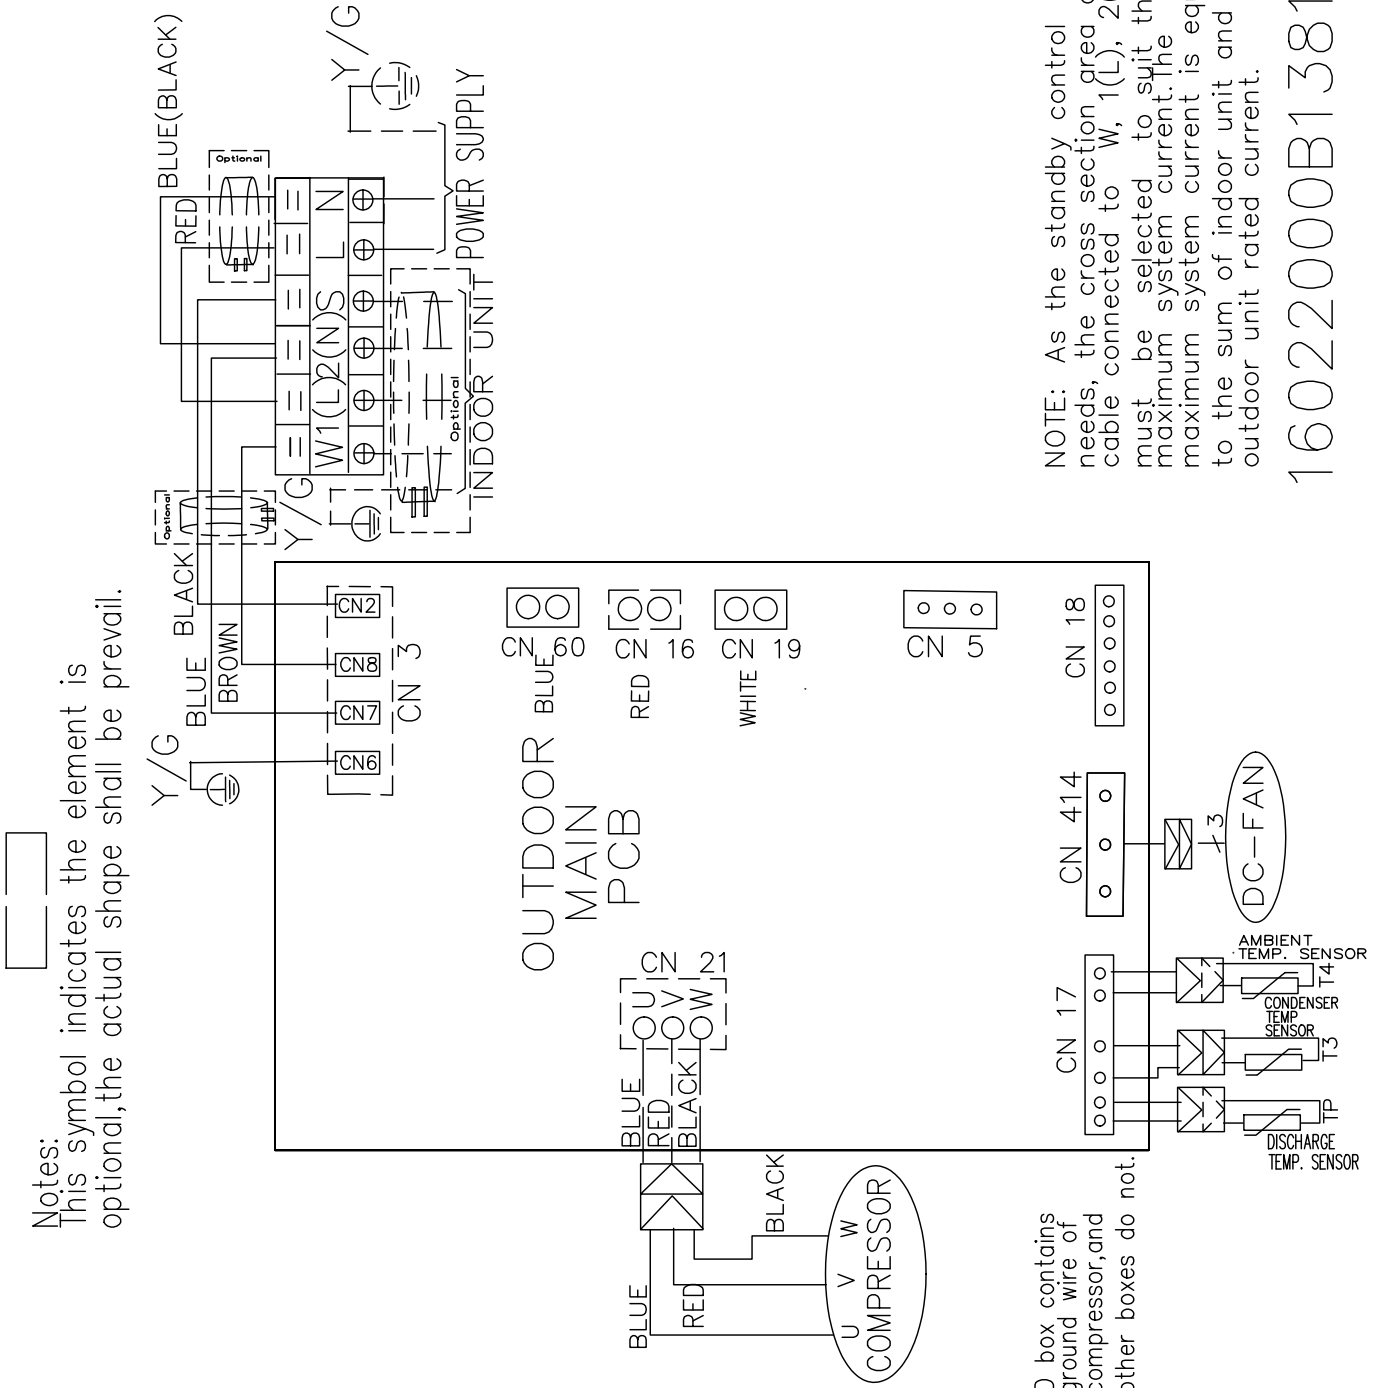 Notes:
This symbol indicates the element is
optional,the actual shape shall be prevail.
BLUE(BLACK)
RED
Optional
Y/G
POWER SUPPLY
W 1(L) 2(N) S L N
Optional
INDOOR UNIT
Y/G
Optional
BLACK
BLUE
BROWN
Y/G
CN2
CN8
CN7
CN6
CN 3
CN 60
BLUE
CN 16
RED
CN 19
WHITE
CN 5
CN 18
OUTDOOR
MAIN
PCB
CN 21
U
V
W
BLUE
RED
BLACK
BLUE
RED
BLACK
U V W
COMPRESSOR
CN 414
3
DC-FAN
CN 17
AMBIENT
TEMP. SENSOR
T4
CONDENSER
TEMP
SENSOR
T3
TP
DISCHARGE
TEMP. SENSOR
box contains
ground wire of
compressor,and
other boxes do not.
NOTE: As the standby control
needs, the cross section area
cable connected to W, 1(L),
must be selected to suit
maximum system current.The
maximum system current is
to the sum of indoor unit and
outdoor unit rated current.
16022000B1381